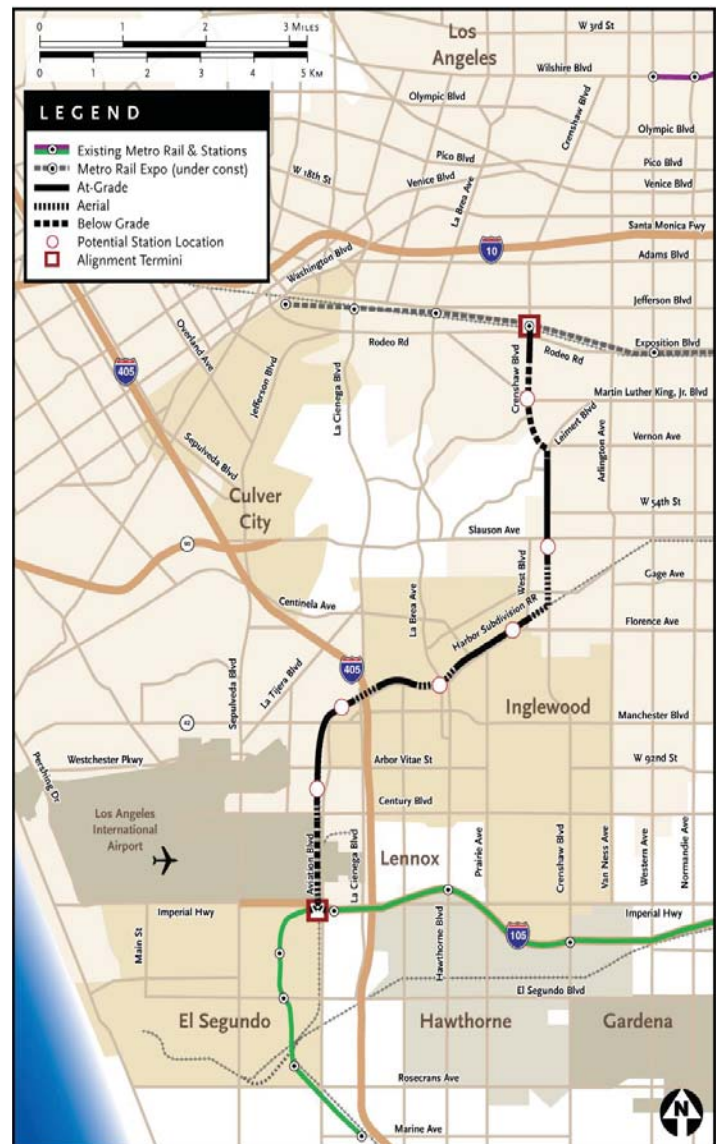 0 1 2 3 MILES
0 1 2 3 4 5 KM
LEGEND
Existing Metro Rail & Stations
Metro Rail Expo (under const)
At-Grade
Aerial
Below Grade
Potential Station Location
Alignment Termini
Los
Angeles
W 3rd St
Wilshire Blvd
Crenshaw Blvd
Olympic Blvd
Olympic Blvd
Pico Blvd
Pico Blvd
W 18th St
Venice Blvd
La Brea Ave
Venice Blvd
Santa Monica Fwy
Washington Blvd
10
Adams Blvd
Jefferson Blvd
Overland Ave
Rodeo Rd
Rodeo Rd
Exposition Blvd
405
Jefferson Blvd
La Cienega Blvd
Crenshaw Blvd
Martin Luther King, Jr. Blvd
Leimert Blvd
Arlington Ave
Vernon Ave
Sepulveda Blvd
Culver
City
W 54th St
90
Slauson Ave
West Blvd
Gage Ave
Centinela Ave
La Brea Ave
Harbor Subdivision RR
Florence Ave
405
La Tijera Blvd
Sepulveda Blvd
Inglewood
42
Manchester Blvd
Pershing Dr
Westchester Pkwy
Arbor Vitae St
W 92nd St
Century Blvd
Los Angeles
International
Airport
Aviation Blvd
La Cienega Blvd
Lennox
Prairie Ave
Crenshaw Blvd
Van Ness Ave
Western Ave
Normandie Ave
Imperial Hwy
Imperial Hwy
Main St
Hawthorne Blvd
105
El Segundo Blvd
El Segundo
Hawthorne
Gardena
Rosecrans Ave
Marine Ave
N